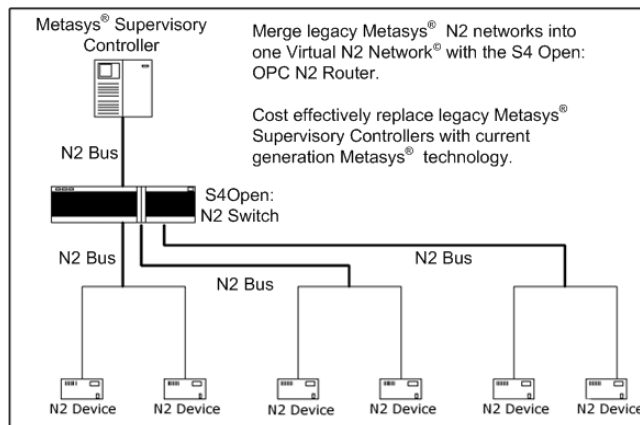 Metasys® Supervisory
Controller
Merge legacy Metasys® N2 networks into
one Virtual N2 Network© with the S4 Open:
OPC N2 Router.
Cost effectively replace legacy Metasys®
Supervisory Controllers with current
generation Metasys® technology.
N2 Bus
S4Open:
N2 Switch
N2 Bus
N2 Bus
N2 Bus
N2 Device
N2 Device
N2 Device
N2 Device
N2 Device
N2 Device